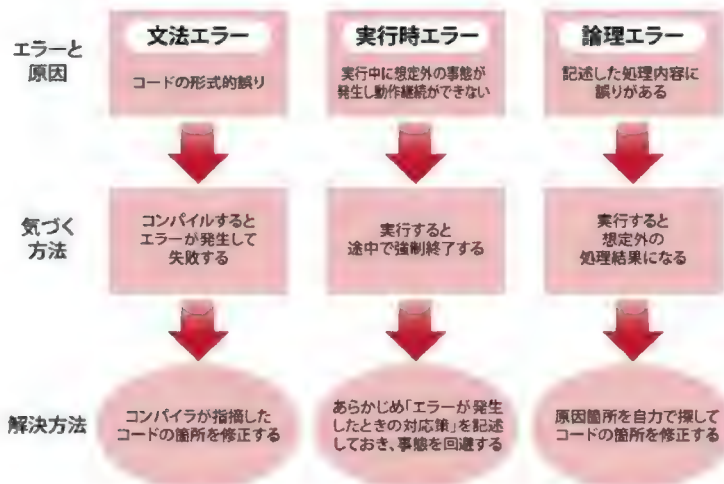 エラーと
原因
文法エラー
コードの形式的誤り
実行時エラー
実行中に想定外の事態が
発生し動作継続ができない
論理エラー
記述した処理内容に
誤りがある
気づく
方法
コンパイルすると
エラーが発生して
失敗する
実行すると
途中で強制終了する
実行すると
想定外の
処理結果になる
解決方法
コンパイラが指摘した
コードの箇所を修正する
あらかじめ「エラーが発生
したときの対応策」を記述
しておき、事態を回避する
原因箇所を自力で探して
コードの箇所を修正する